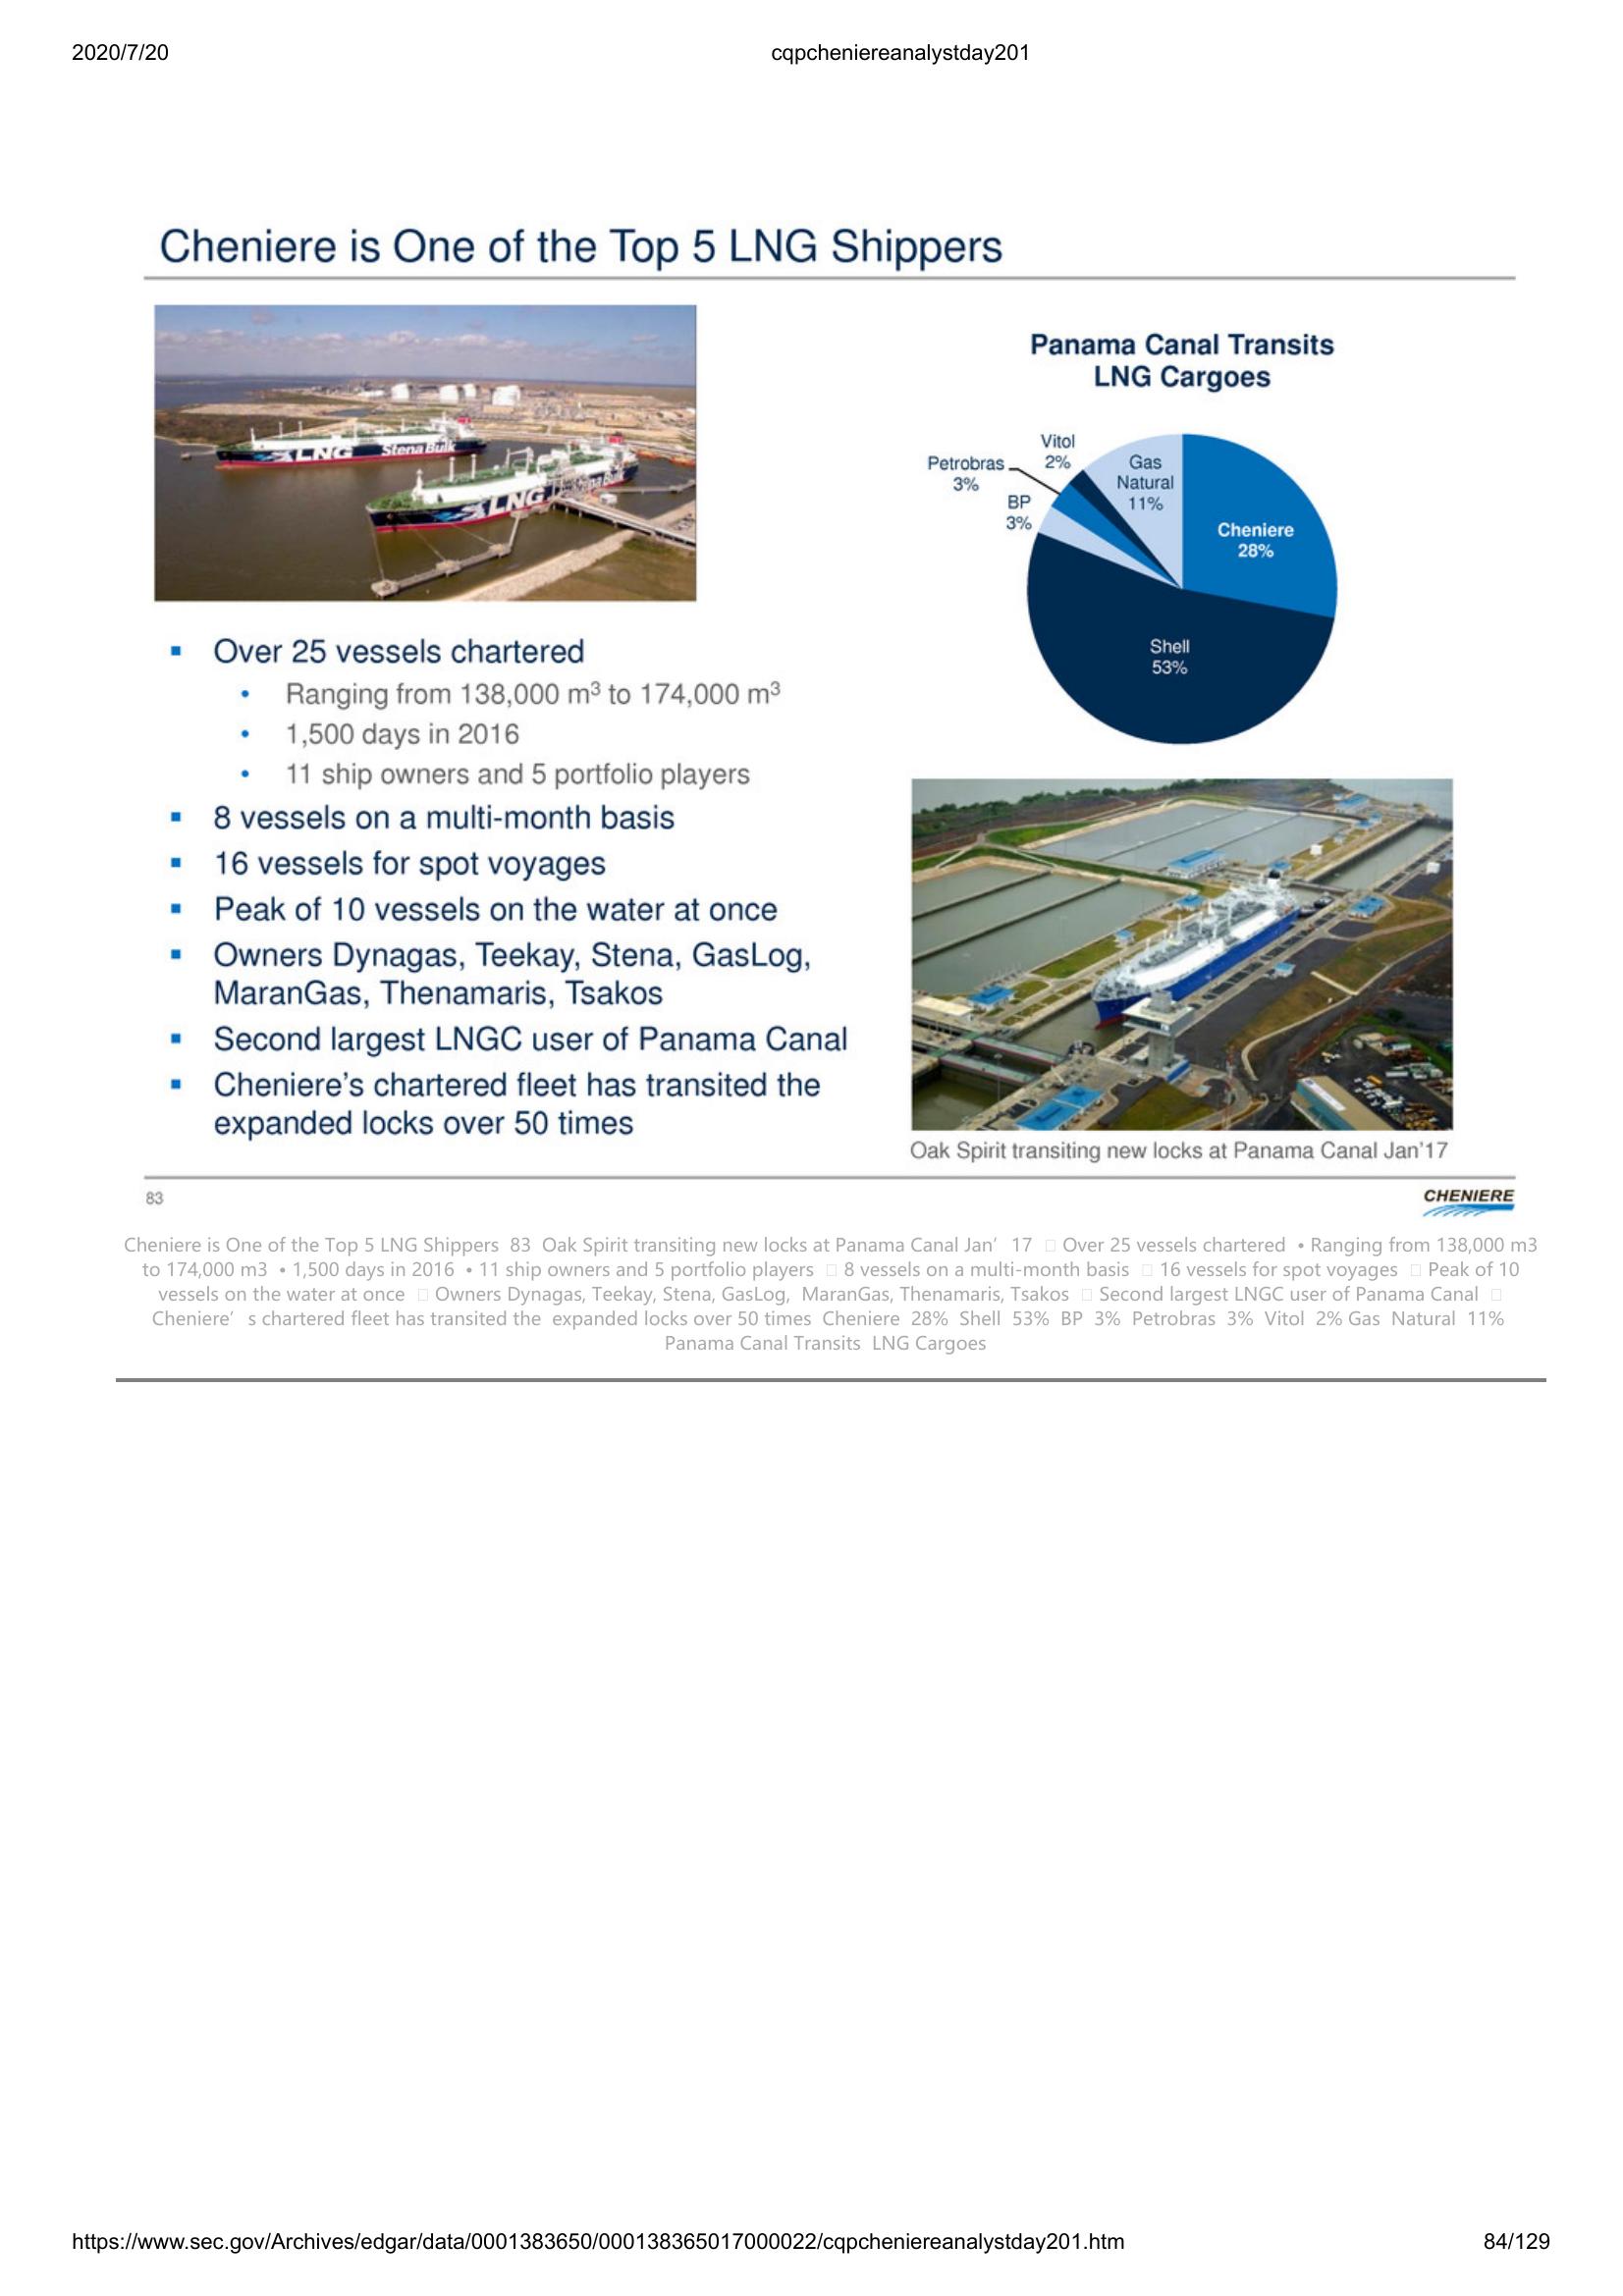 2020/7/20
cqpcheniereanalystday201
Cheniere is One of the Top 5 LNG Shippers
LNG Stena Bulk
LNG
Panama Canal Transits
LNG Cargoes
Vitol
2%
Petrobras
3%
BP
3%
Gas
Natural
11%
Cheniere
28%
Shell
53%
▪ Over 25 vessels chartered
• Ranging from 138,000 m³ to 174,000 m³
• 1,500 days in 2016
• 11 ship owners and 5 portfolio players
▪ 8 vessels on a multi-month basis
▪ 16 vessels for spot voyages
▪ Peak of 10 vessels on the water at once
▪ Owners Dynagas, Teekay, Stena, GasLog,
MaranGas, Thenamaris, Tsakos
▪ Second largest LNGC user of Panama Canal
▪ Cheniere’s chartered fleet has transited the
expanded locks over 50 times
Oak Spirit transiting new locks at Panama Canal Jan’17
83
CHENIERE
Cheniere is One of the Top 5 LNG Shippers 83 Oak Spirit transiting new locks at Panama Canal Jan’ 17 □ Over 25 vessels chartered • Ranging from 138,000 m3
to 174,000 m3 • 1,500 days in 2016 • 11 ship owners and 5 portfolio players □ 8 vessels on a multi-month basis □ 16 vessels for spot voyages □ Peak of 10
vessels on the water at once □ Owners Dynagas, Teekay, Stena, GasLog, MaranGas, Thenamaris, Tsakos □ Second largest LNGC user of Panama Canal □
Cheniere’ s chartered fleet has transited the expanded locks over 50 times Cheniere 28% Shell 53% BP 3% Petrobras 3% Vitol 2% Gas Natural 11%
Panama Canal Transits LNG Cargoes
https://www.sec.gov/Archives/edgar/data/0001383650/000138365017000022/cqpcheniereanalystday201.htm
84/129